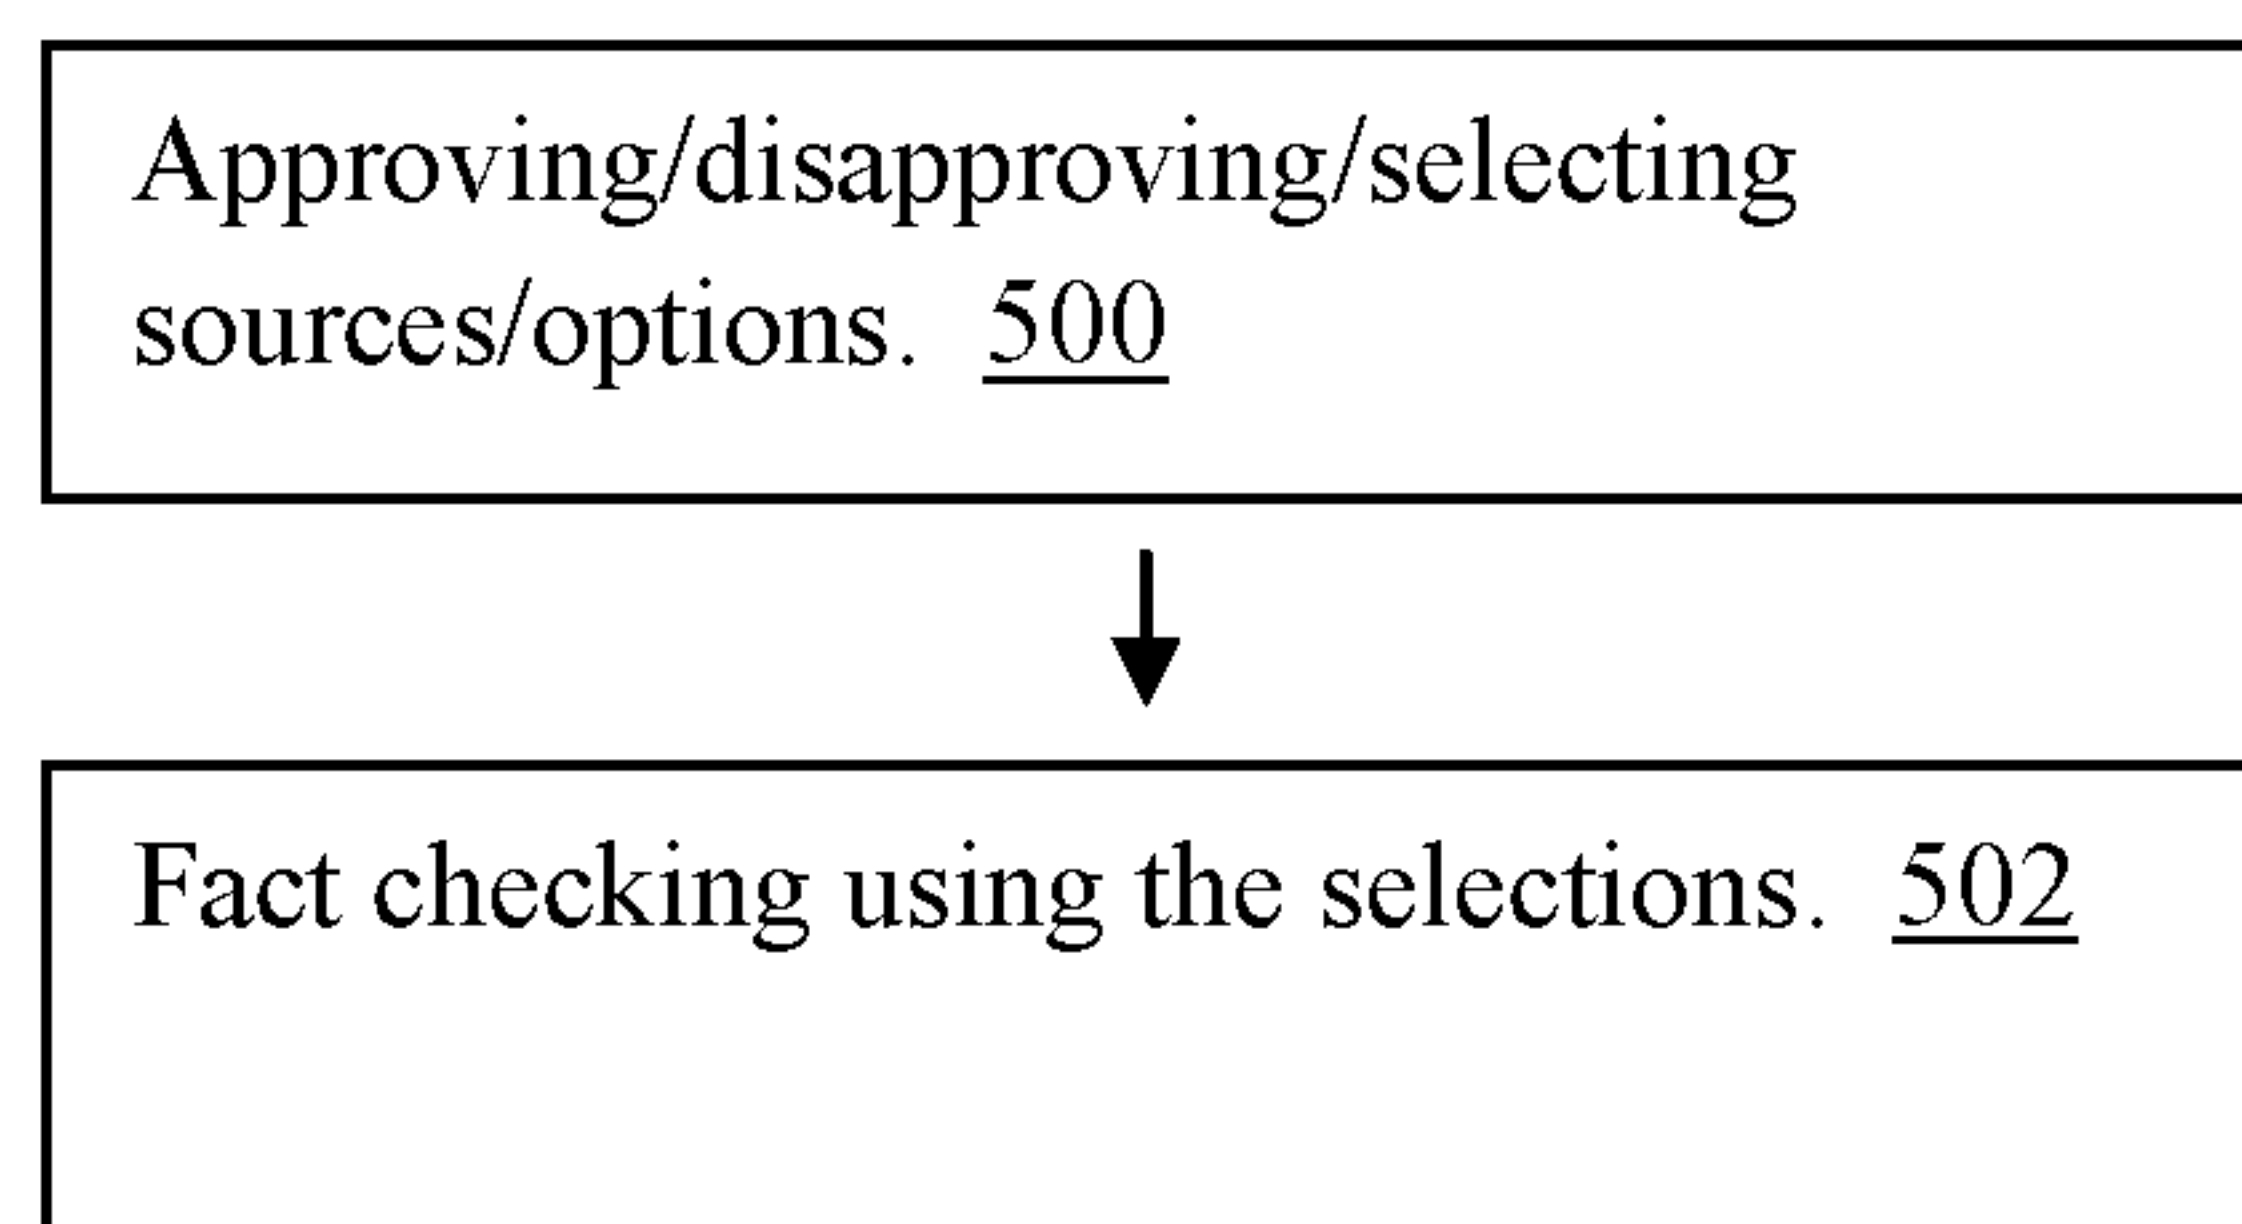 Approving/disapproving/selecting
sources/options. 500
Fact checking using the selections. 502